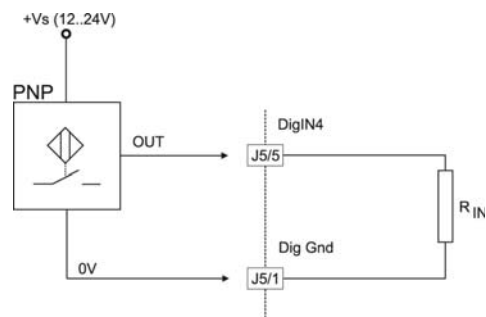 +Vs (12..24V)
PNP
OUT
DigIN4
J5/5
R IN
Dig Gnd
0V
J5/1